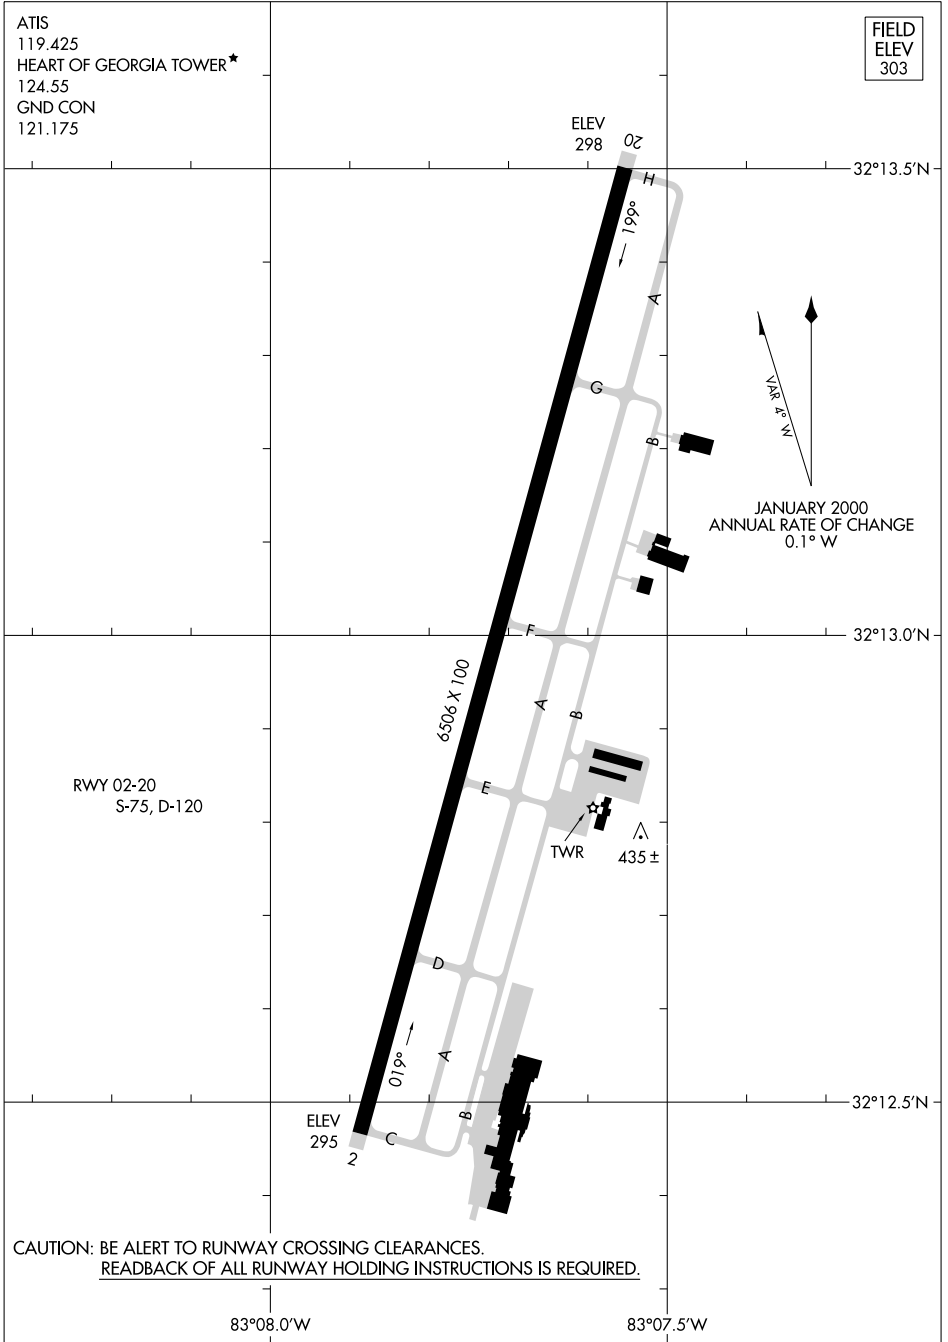 ATIS
119.425
HEART OF GEORGIA TOWER★
124.55
GND CON
121.175
FIELD
ELEV
303
ELEV
298
20
H
32°13.5'N
199°
A
G
B
VAR 4° W
JANUARY 2000
ANNUAL RATE OF CHANGE
0.1° W
F
32°13.0'N
6506 X 100
A
B
RWY 02-20
S-75, D-120
E
TWR
435 ±
D
019°
A
B
32°12.5'N
ELEV
295
C
2
CAUTION: BE ALERT TO RUNWAY CROSSING CLEARANCES.
READBACK OF ALL RUNWAY HOLDING INSTRUCTIONS IS REQUIRED.
83°08.0'W
83°07.5'W